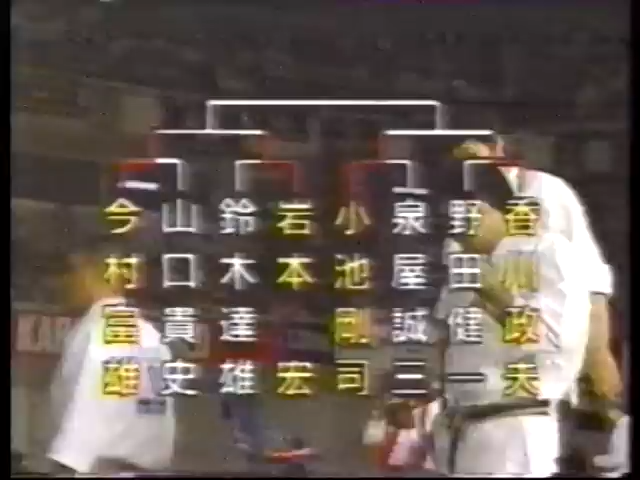 香川政夫
野田健一
泉屋誠三
小池剛司
岩本宏
鈴木達雄
山口貴史
今村富雄